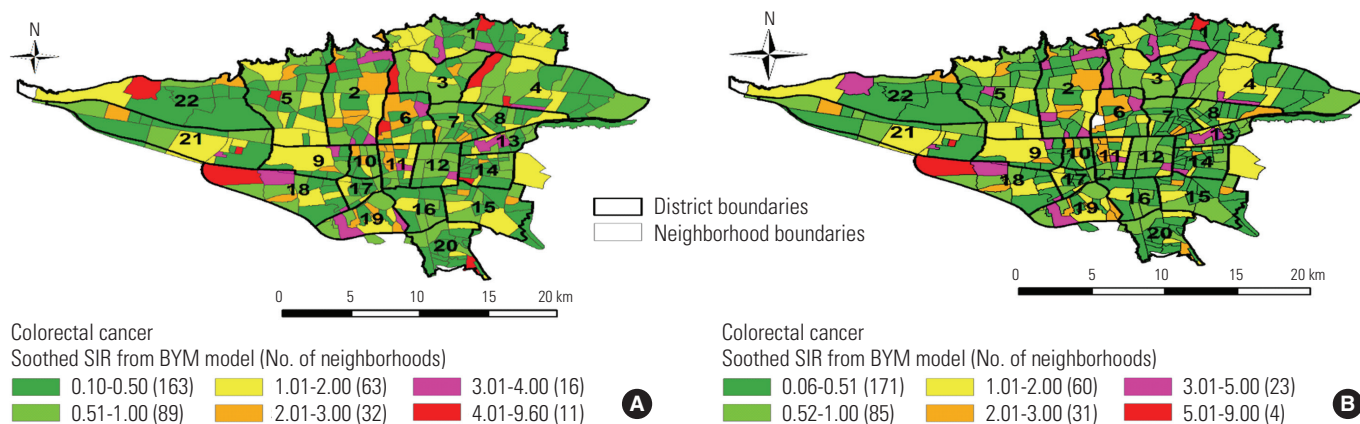 N
1
2
3
4
5
6
7
8
9
10
11
12
13
14
15
16
17
18
19
20
21
22
0 5 10 15 20 km
Colorectal cancer
Soothed SIR from BYM model (No. of neighborhoods)
0.10-0.50 (163) 1.01-2.00 (63) 3.01-4.00 (16)
0.51-1.00 (89) 2.01-3.00 (32) 4.01-9.60 (11)
A
District boundaries
Neighborhood boundaries
N
1
2
3
4
5
6
7
8
9
10
11
12
13
14
15
16
17
18
19
20
21
22
0 5 10 15 20 km
Colorectal cancer
Soothed SIR from BYM model (No. of neighborhoods)
0.06-0.51 (171) 1.01-2.00 (60) 3.01-5.00 (23)
0.52-1.00 (85) 2.01-3.00 (31) 5.01-9.00 (4)
B